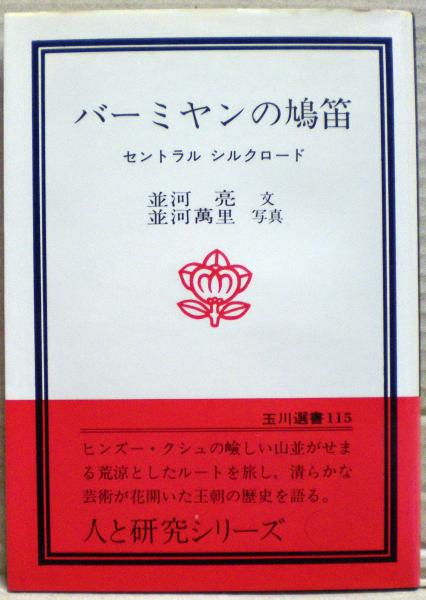 バーミヤンの鳩笛
セントラル シルクロード
並河 亮 文
並河萬里 写真
玉川選書115
ヒンズー・クシュの嶮しい山並がせま
る荒涼としたルートを旅し、清らかな
芸術が花開いた王朝の歴史を語る。
人と研究シリーズ